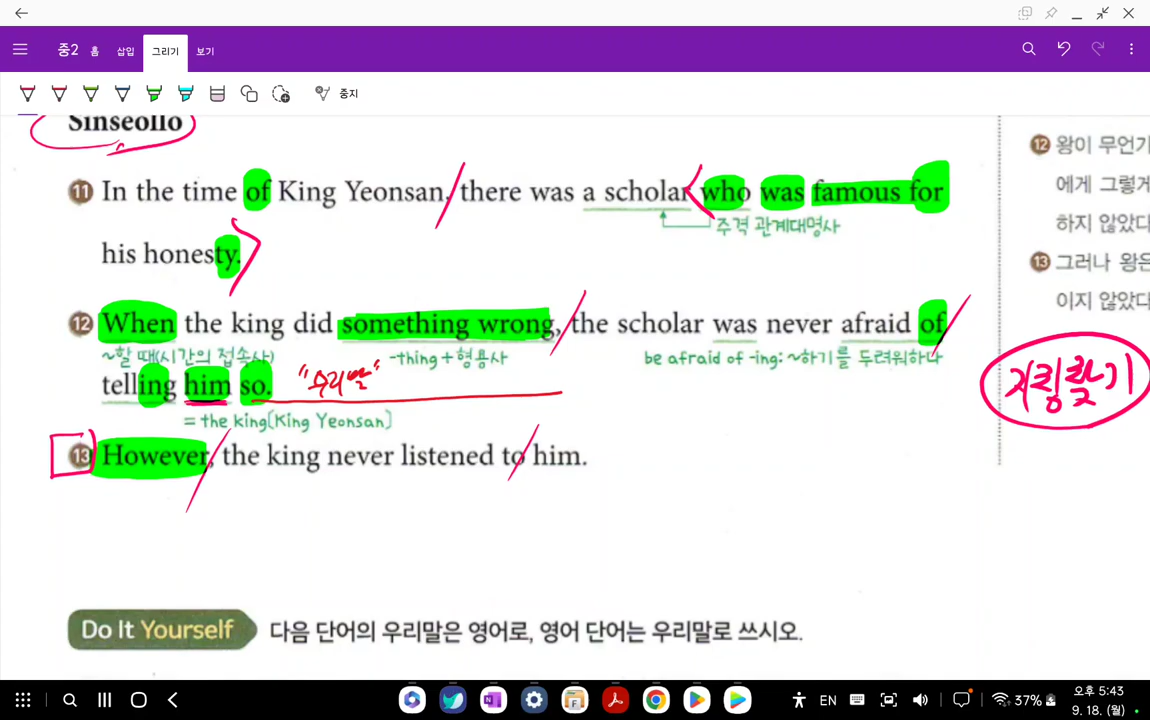 중2 홈 삽입 그리기 보기
중지
Sinseollo
⑪ In the time of King Yeonsan, there was a scholar who was famous for
주격 관계대명사
his honesty.
⑫ When the king did something wrong, the scholar was never afraid of
~할 때(시간의 접속사) -thing + 형용사 be afraid of -ing: ~하기를 두려워하다
telling him so.
= the king[King Yeonsan]
⑬ However, the king never listened to him.
⑫ 왕이 무언가
에게 그렇게
하지 않았다
⑬ 그러나 왕은
이지 않았다
Do It Yourself 다음 단어의 우리말은 영어로, 영어 단어는 우리말로 쓰시오.
EN 37% 오후 5:43
9. 18. (월)